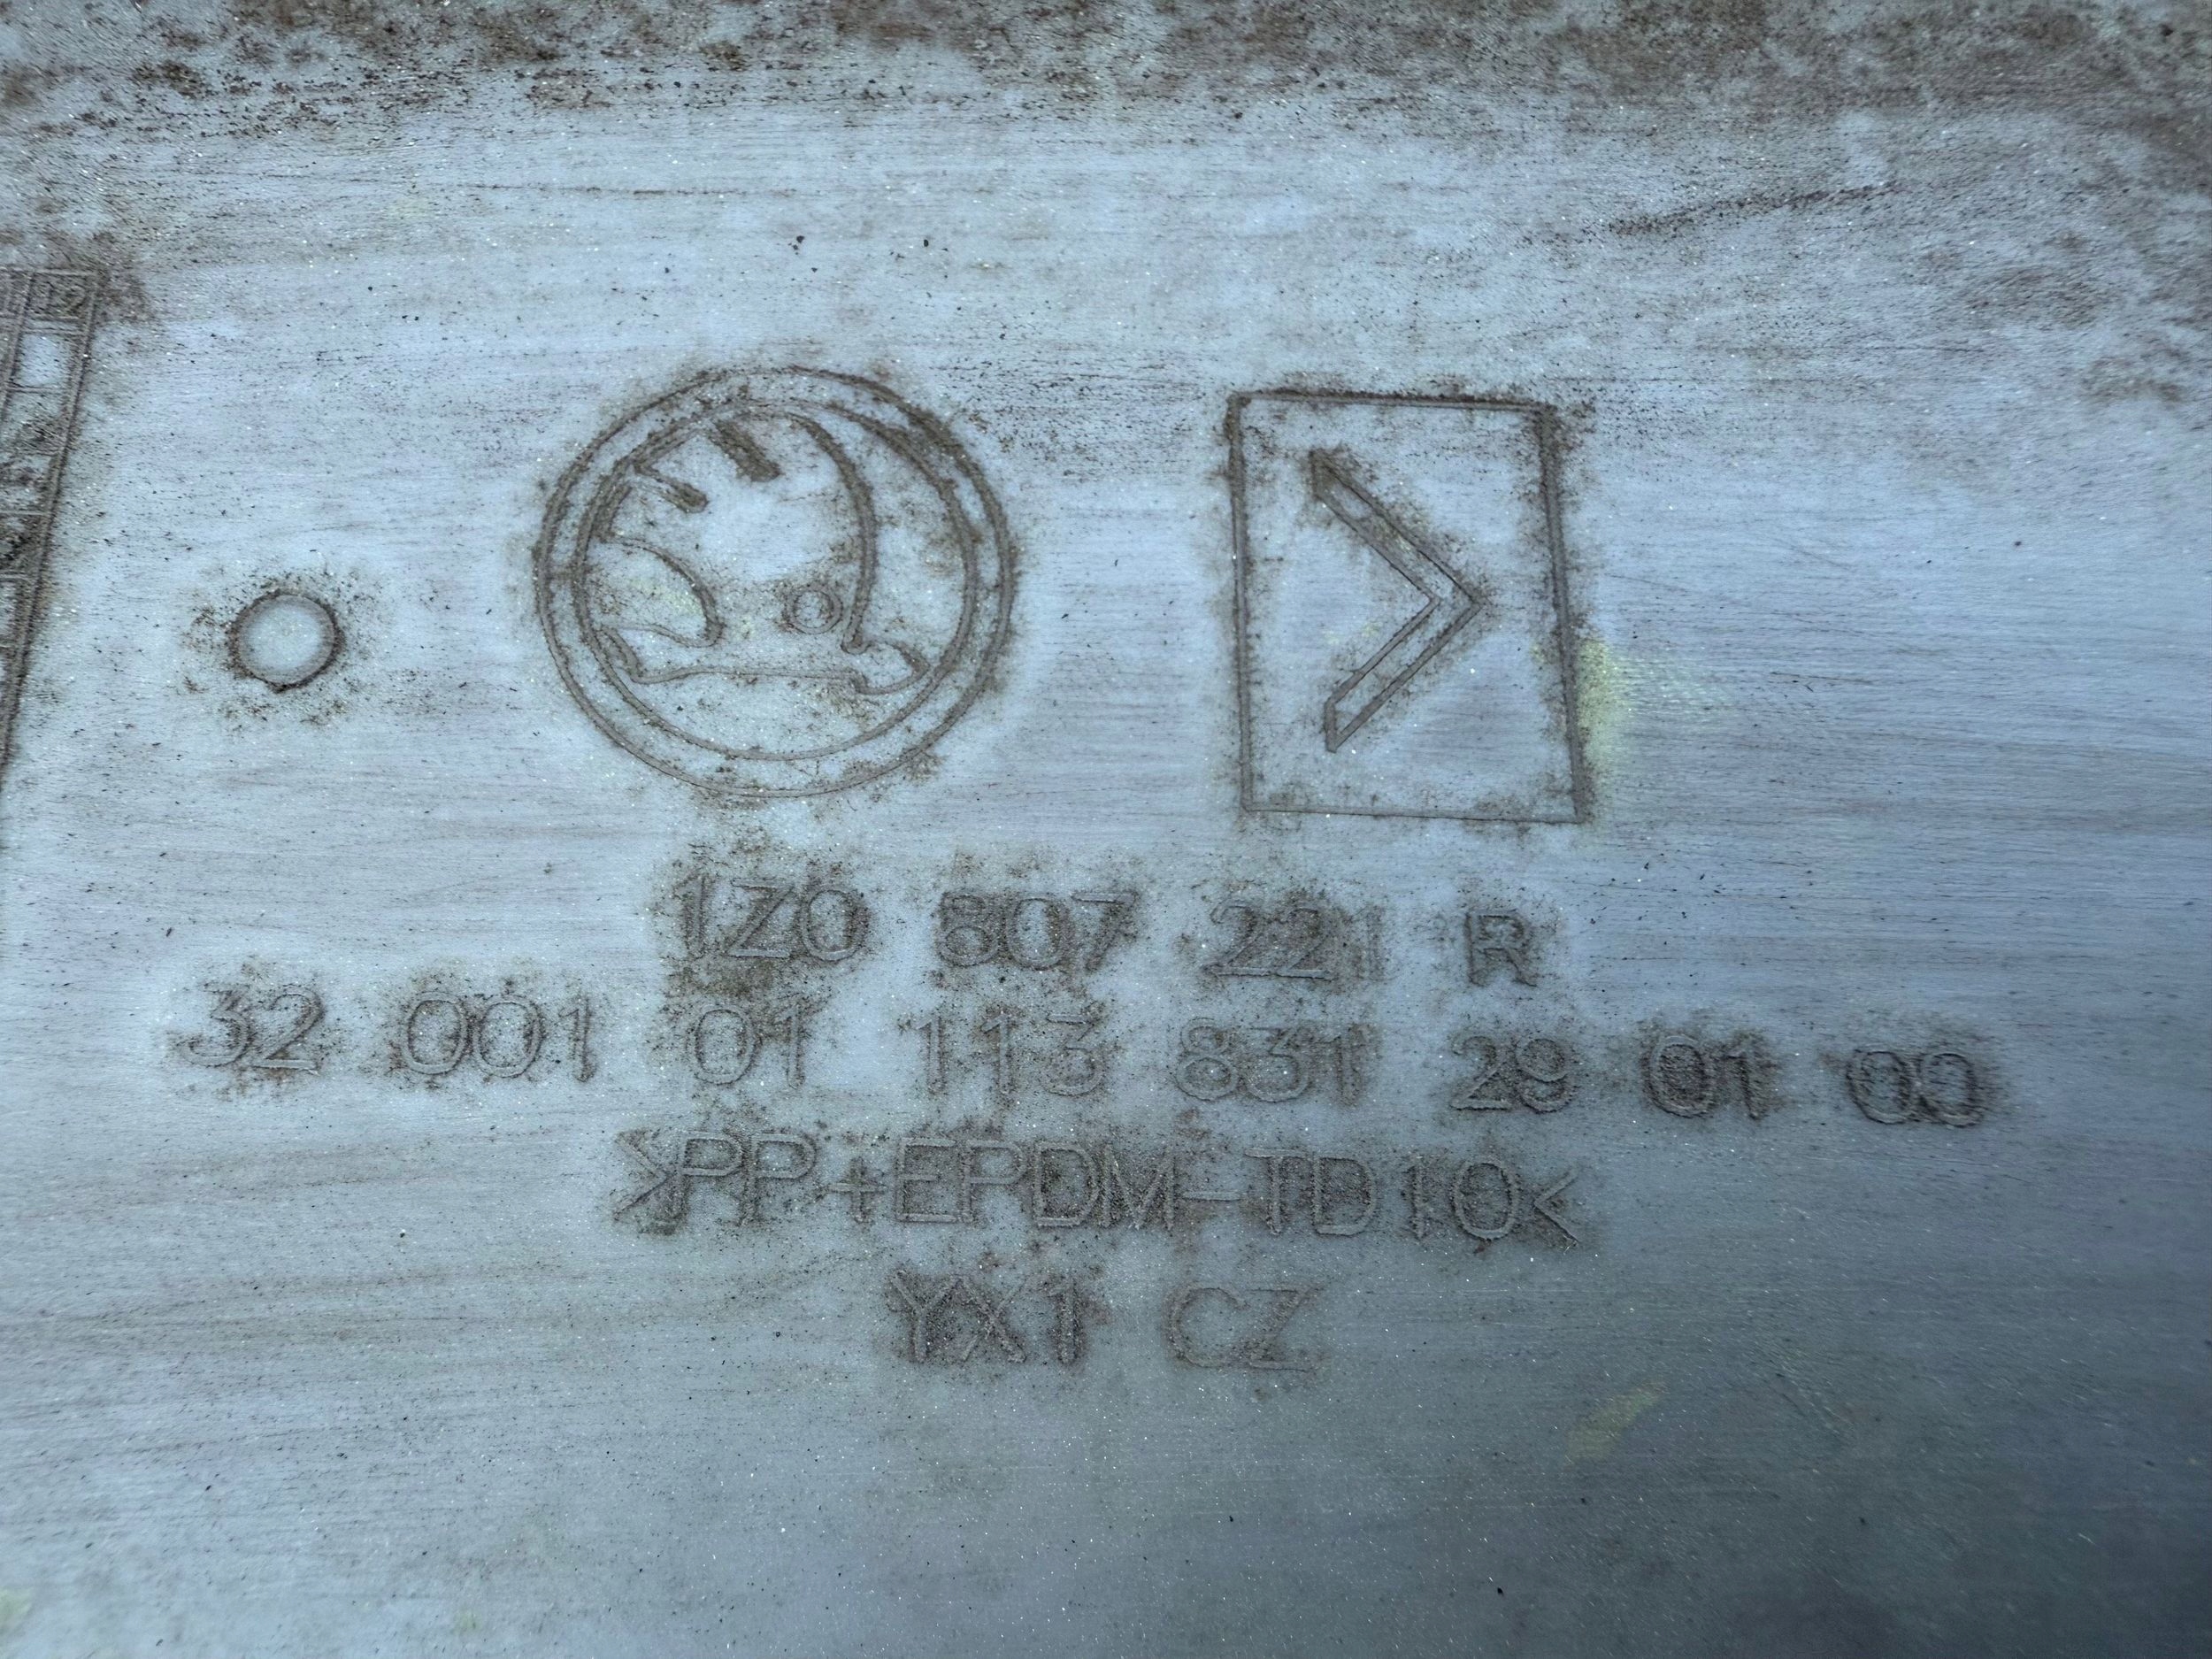 1Z0 807 221 R
32 001 01 113 831 29 01 00
>PP+EPDM-TD10<
YX1 CZ